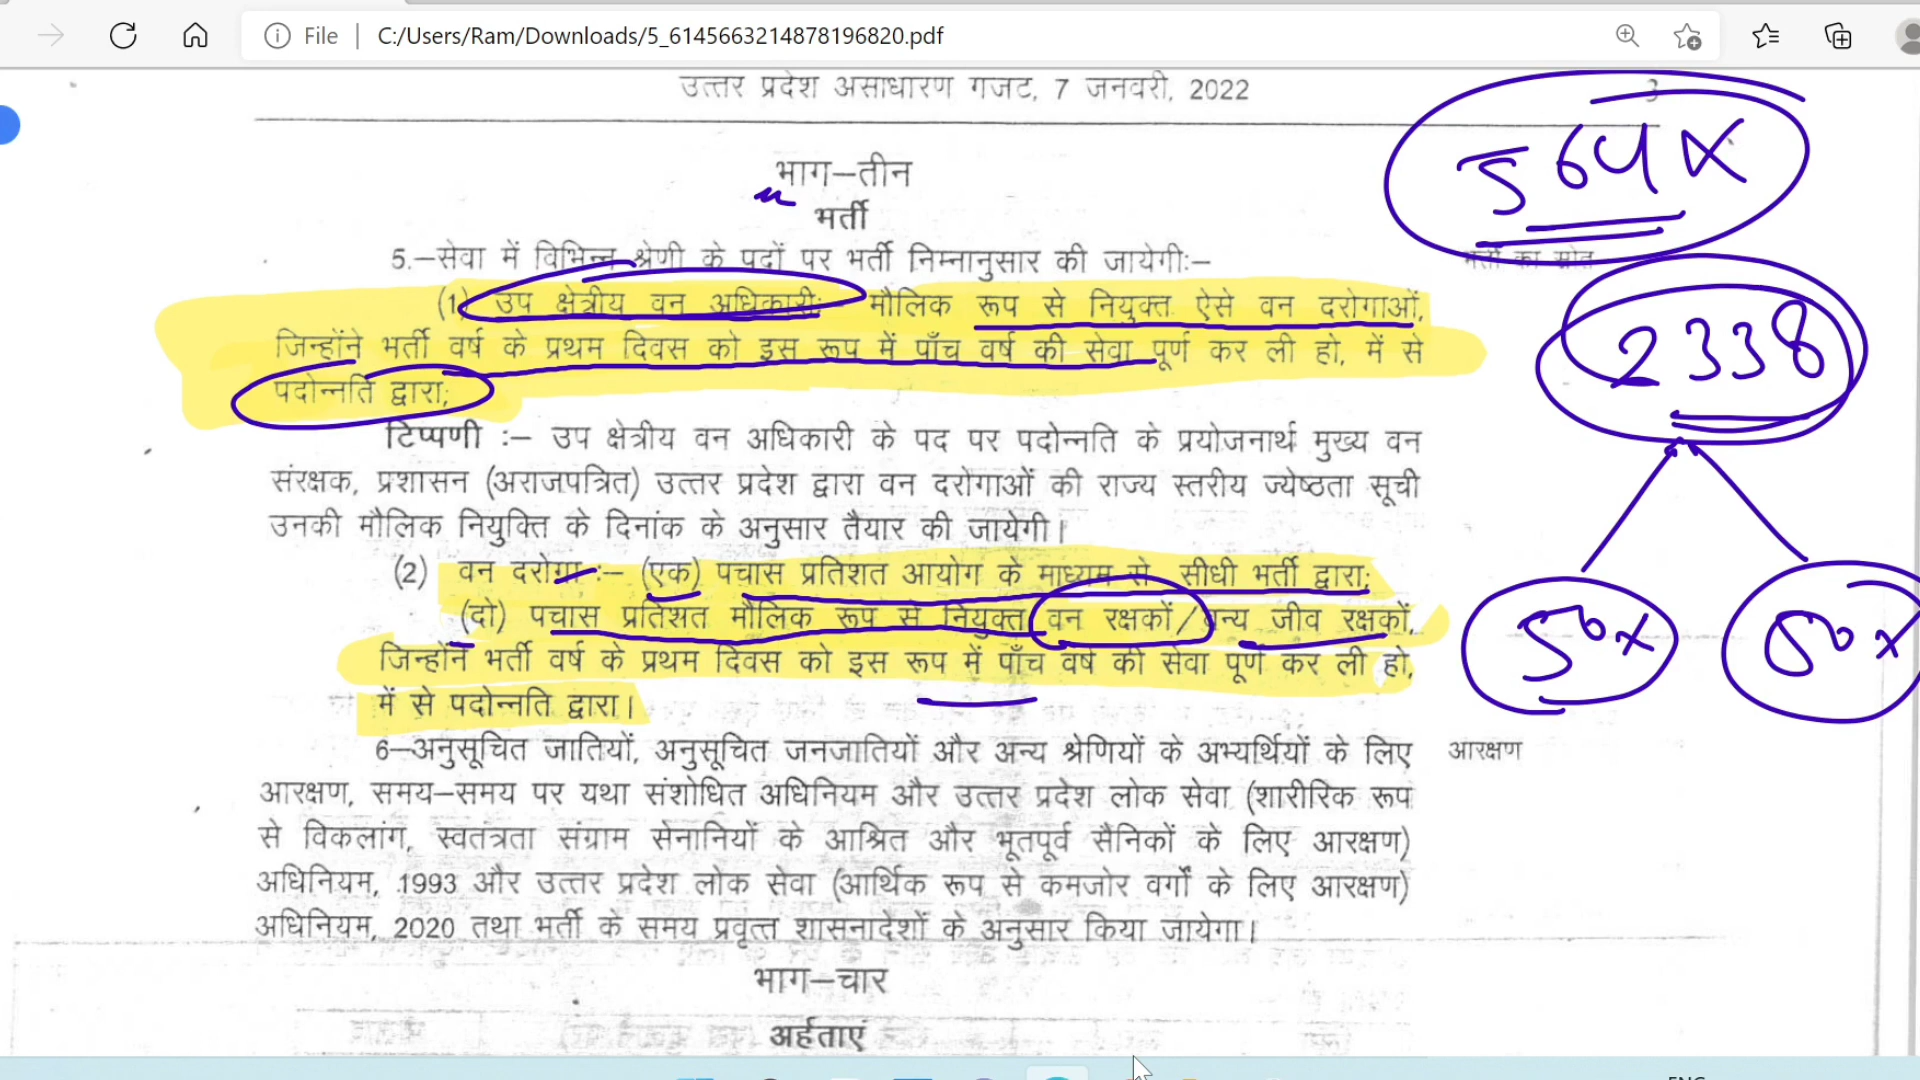 File | C:/Users/Ram/Downloads/5_6145663214878196820.pdf
उत्तर प्रदेश असाधारण गजट, 7 जनवरी, 2022
3
564
भाग—तीन
भर्ती
5.—सेवा में विभिन्न श्रेणी के पदों पर भर्ती निम्नानुसार की जायेगी:—
भर्ती का स्रोत
(1) उप क्षेत्रीय वन अधिकारी: मौलिक रूप से नियुक्त ऐसे वन दरोगाओं,
जिन्होंने भर्ती वर्ष के प्रथम दिवस को इस रूप में पाँच वर्ष की सेवा पूर्ण कर ली हो, में से
2338
पदोन्नति द्वारा;
टिप्पणी :— उप क्षेत्रीय वन अधिकारी के पद पर पदोन्नति के प्रयोजनार्थ मुख्य वन
संरक्षक, प्रशासन (अराजपत्रित) उत्तर प्रदेश द्वारा वन दरोगाओं की राज्य स्तरीय ज्येष्ठता सूची
उनकी मौलिक नियुक्ति के दिनांक के अनुसार तैयार की जायेगी।
(2) वन दरोगा :— (एक) पचास प्रतिशत आयोग के माध्यम से सीधी भर्ती द्वारा;
(दो) पचास प्रतिशत मौलिक रूप से नियुक्त वन रक्षकों/वन्य जीव रक्षकों,
50 50
जिन्होंने भर्ती वर्ष के प्रथम दिवस को इस रूप में पाँच वर्ष की सेवा पूर्ण कर ली हो,
में से पदोन्नति द्वारा।
6—अनुसूचित जातियों, अनुसूचित जनजातियों और अन्य श्रेणियों के अभ्यर्थियों के लिए
आरक्षण
आरक्षण, समय—समय पर यथा संशोधित अधिनियम और उत्तर प्रदेश लोक सेवा (शारीरिक रूप
से विकलांग, स्वतंत्रता संग्राम सेनानियों के आश्रित और भूतपूर्व सैनिकों के लिए आरक्षण)
अधिनियम, 1993 और उत्तर प्रदेश लोक सेवा (आर्थिक रूप से कमजोर वर्गों के लिए आरक्षण)
अधिनियम, 2020 तथा भर्ती के समय प्रवृत्त शासनादेशों के अनुसार किया जायेगा।
भाग—चार
अर्हताएं
ENG